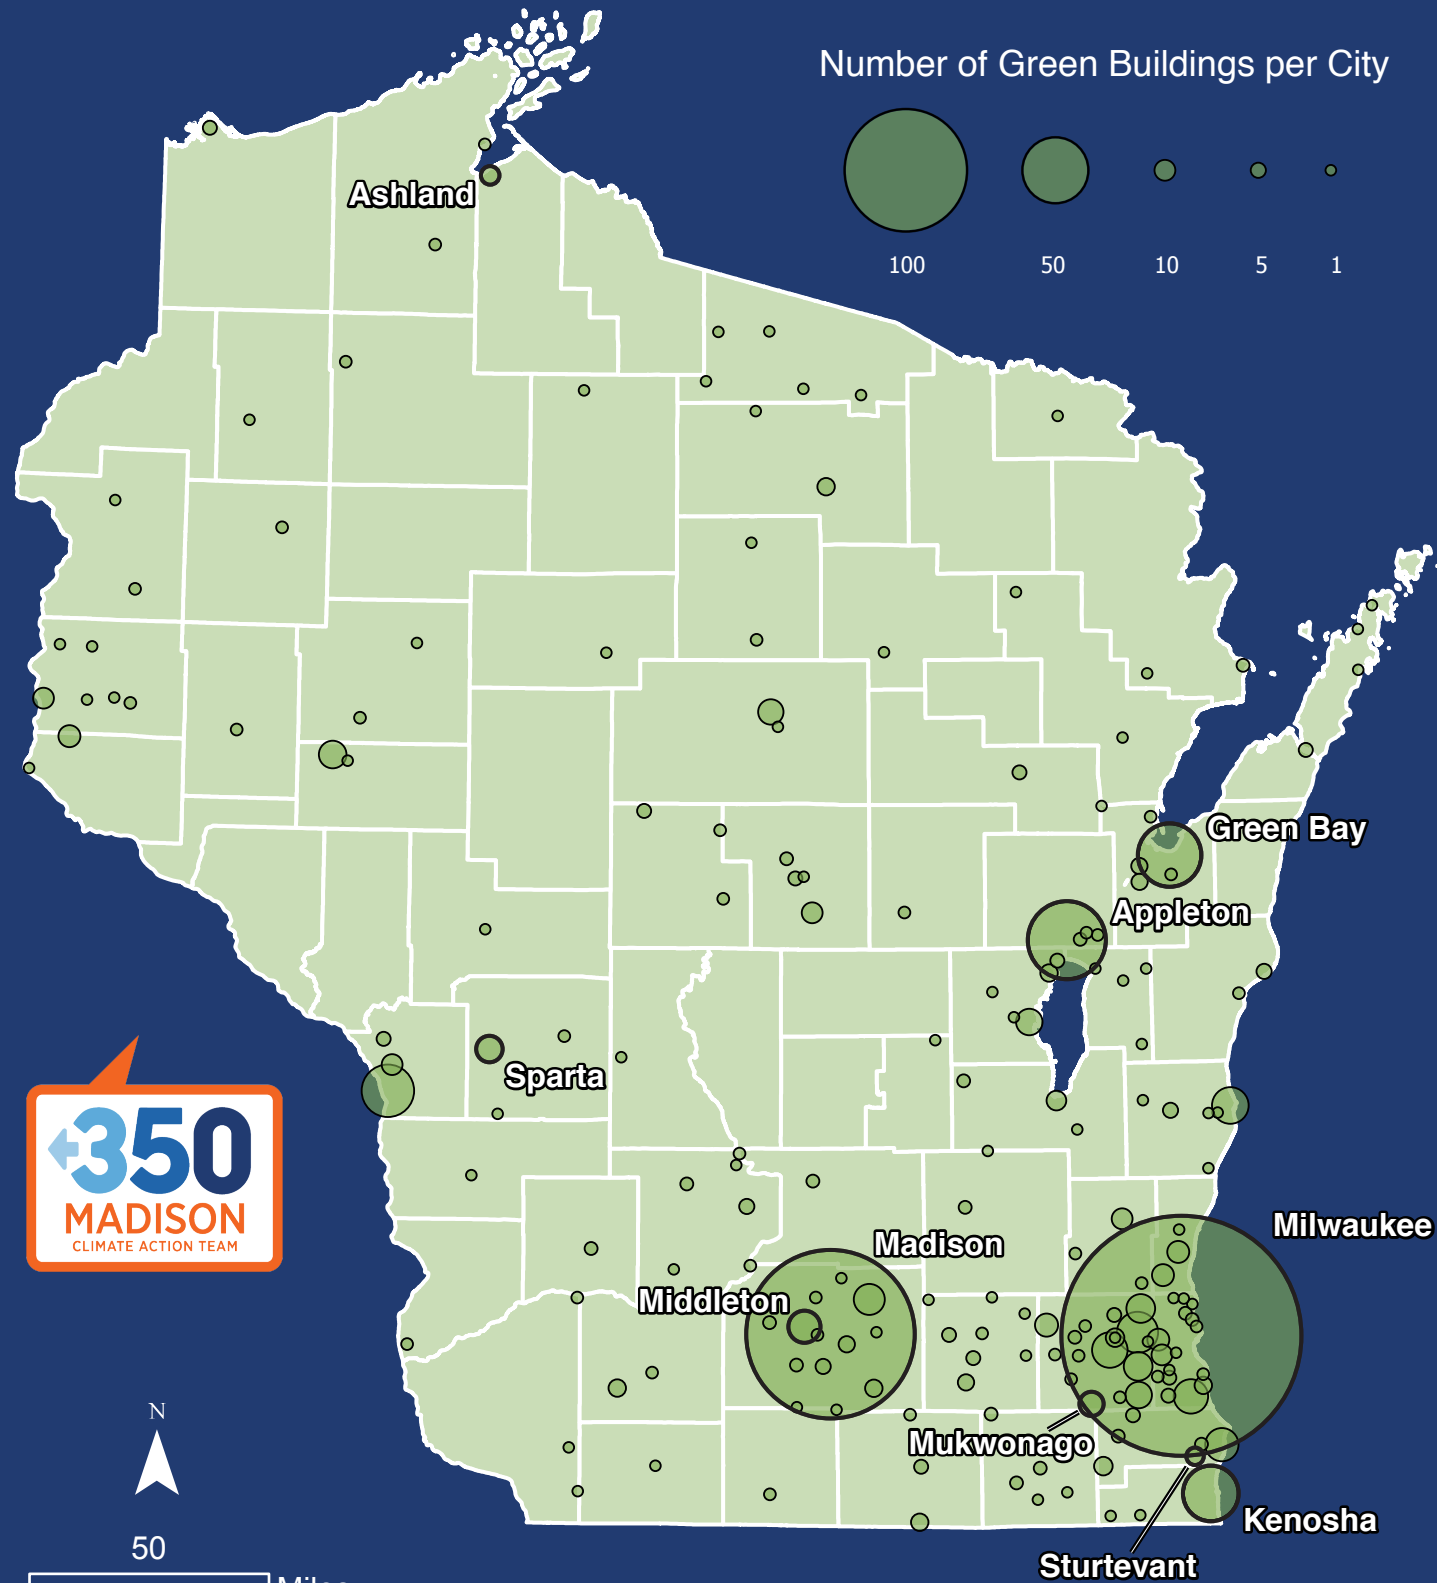 Number of Green Buildings per City
100 50 10 5 1
Ashland
Green Bay
Appleton
Sparta
350
MADISON
CLIMATE ACTION TEAM
Milwaukee
Madison
Middleton
N
Mukwonago
Kenosha
50
Sturtevant
Miles